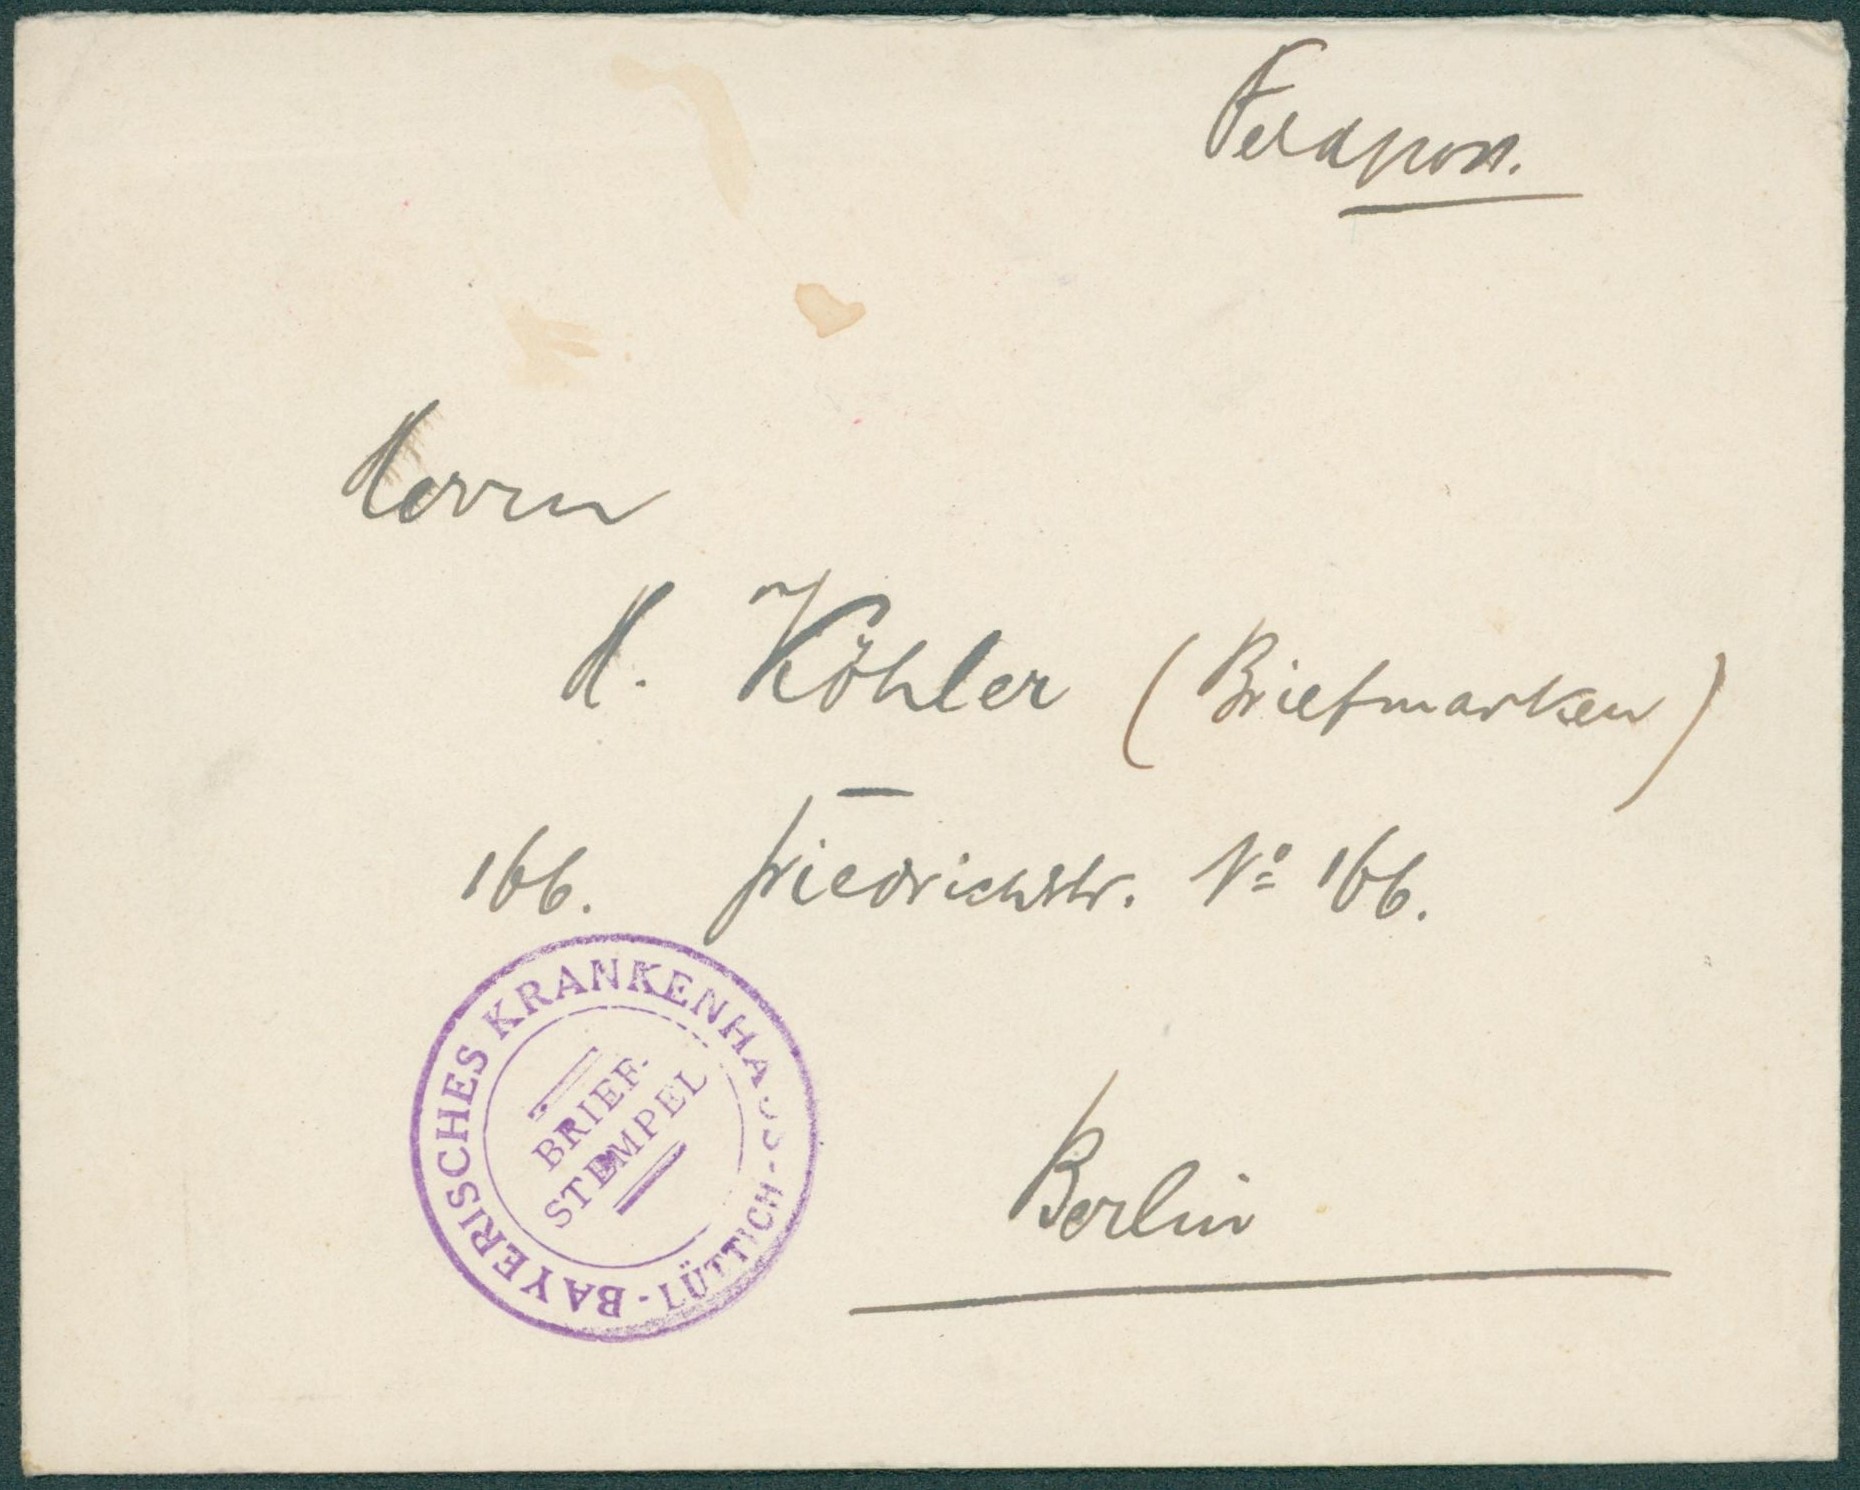 Feldpost.
Herrn
H. Köhler (Briefmarken)
166. Friedrichstr. No 166.
Berlin
BAYERISCHES KRANKENHAUS - LÜTTICH -
BRIEF-
STEMPEL